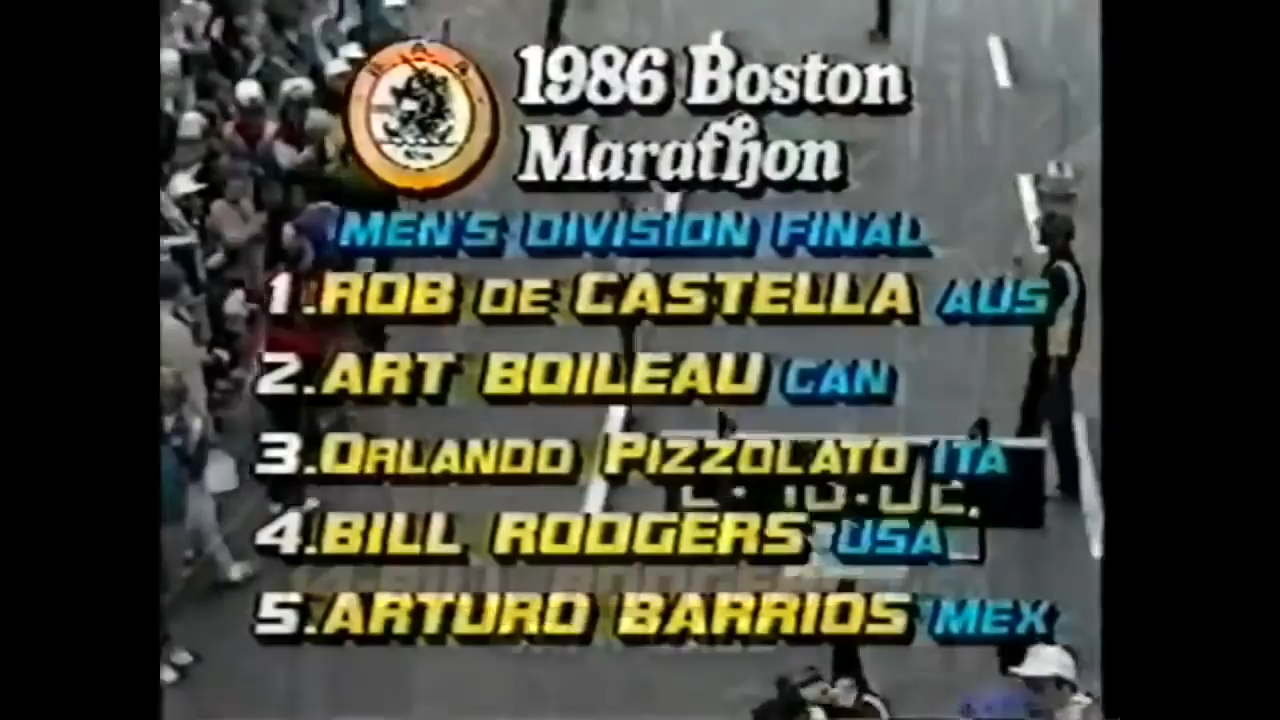 1986 Boston
Marathon
MEN'S DIVISION FINAL
1. ROB DE CASTELLA AUS
2. ART BOILEAU CAN
3. ORLANDO PIZZOLATO ITA
4. BILL RODGERS USA
5. ARTURO BARRIOS MEX